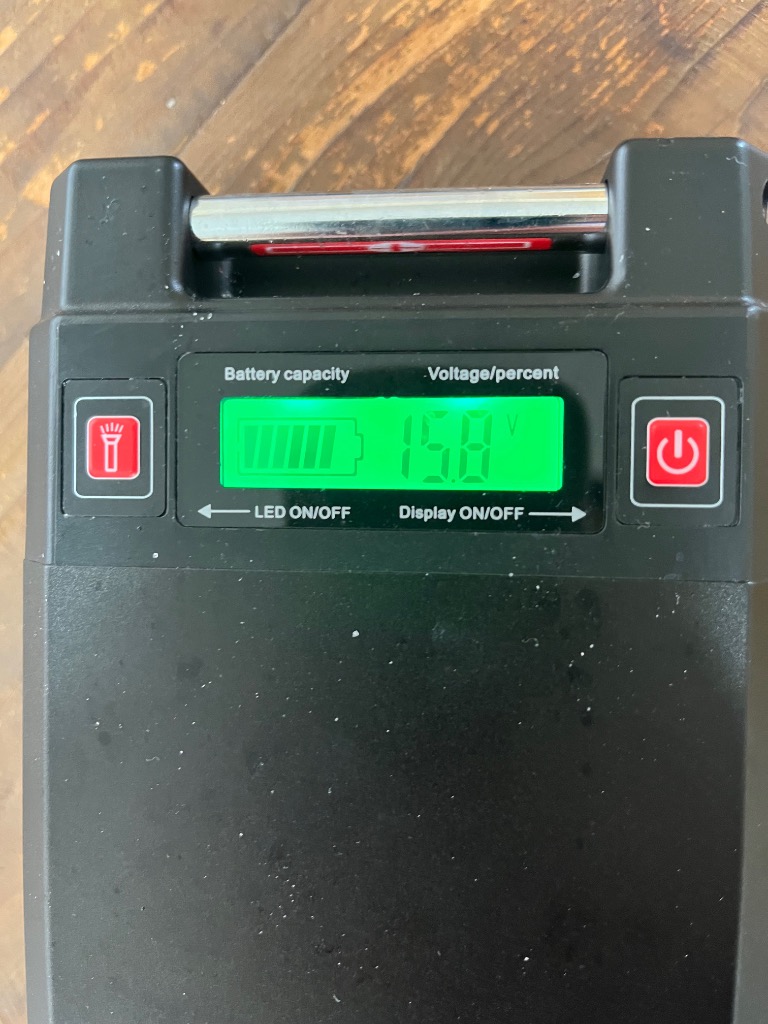 Battery capacity Voltage/percent
15.8 V
LED ON/OFF Display ON/OFF